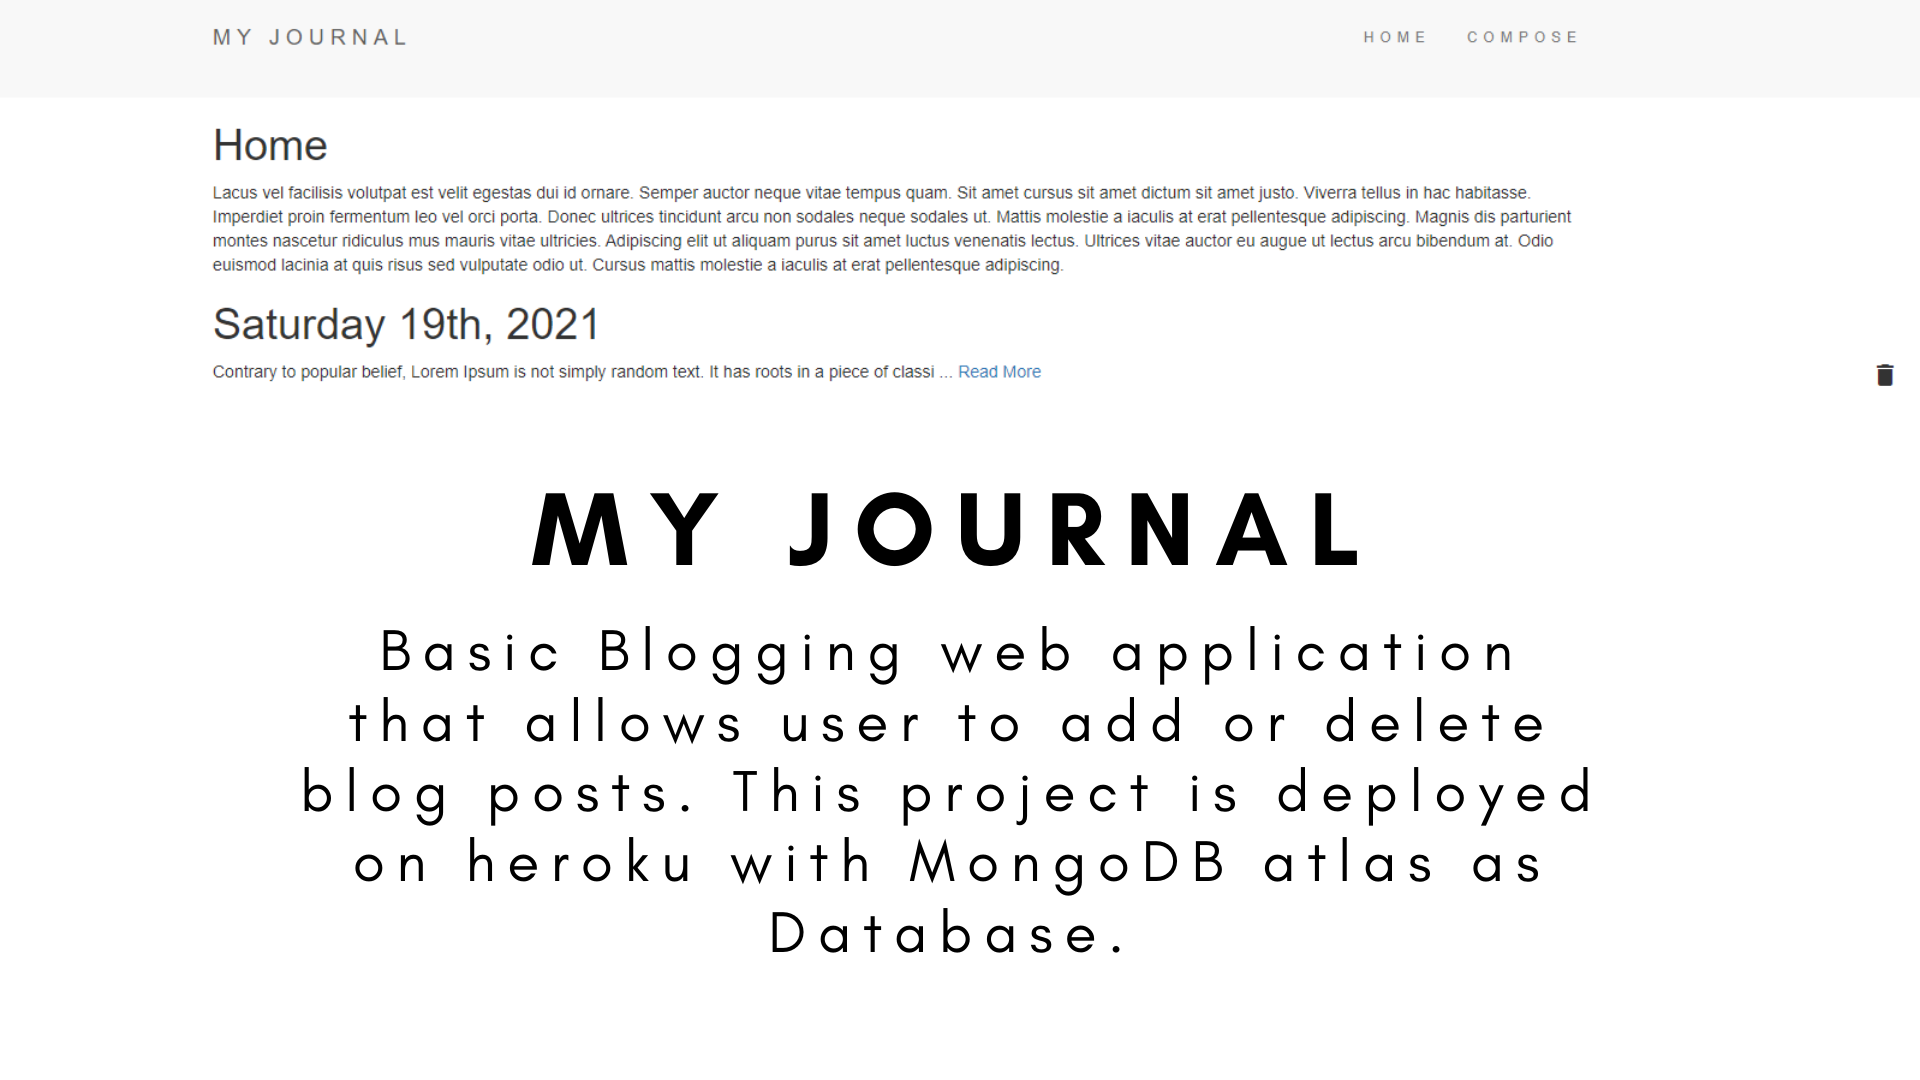 MY JOURNAL
HOME COMPOSE
Home
Lacus vel facilisis volutpat est velit egestas dui id ornare. Semper auctor neque vitae tempus quam. Sit amet cursus sit amet dictum sit amet justo. Viverra tellus in hac habitasse.
Imperdiet proin fermentum leo vel orci porta. Donec ultrices tincidunt arcu non sodales neque sodales ut. Mattis molestie a iaculis at erat pellentesque adipiscing. Magnis dis parturient
montes nascetur ridiculus mus mauris vitae ultricies. Adipiscing elit ut aliquam purus sit amet luctus venenatis lectus. Ultrices vitae auctor eu augue ut lectus arcu bibendum at. Odio
euismod lacinia at quis risus sed vulputate odio ut. Cursus mattis molestie a iaculis at erat pellentesque adipiscing.
Saturday 19th, 2021
Contrary to popular belief, Lorem Ipsum is not simply random text. It has roots in a piece of classi ... Read More
MY JOURNAL
Basic Blogging web application
that allows user to add or delete
blog posts. This project is deployed
on heroku with MongoDB atlas as
Database.